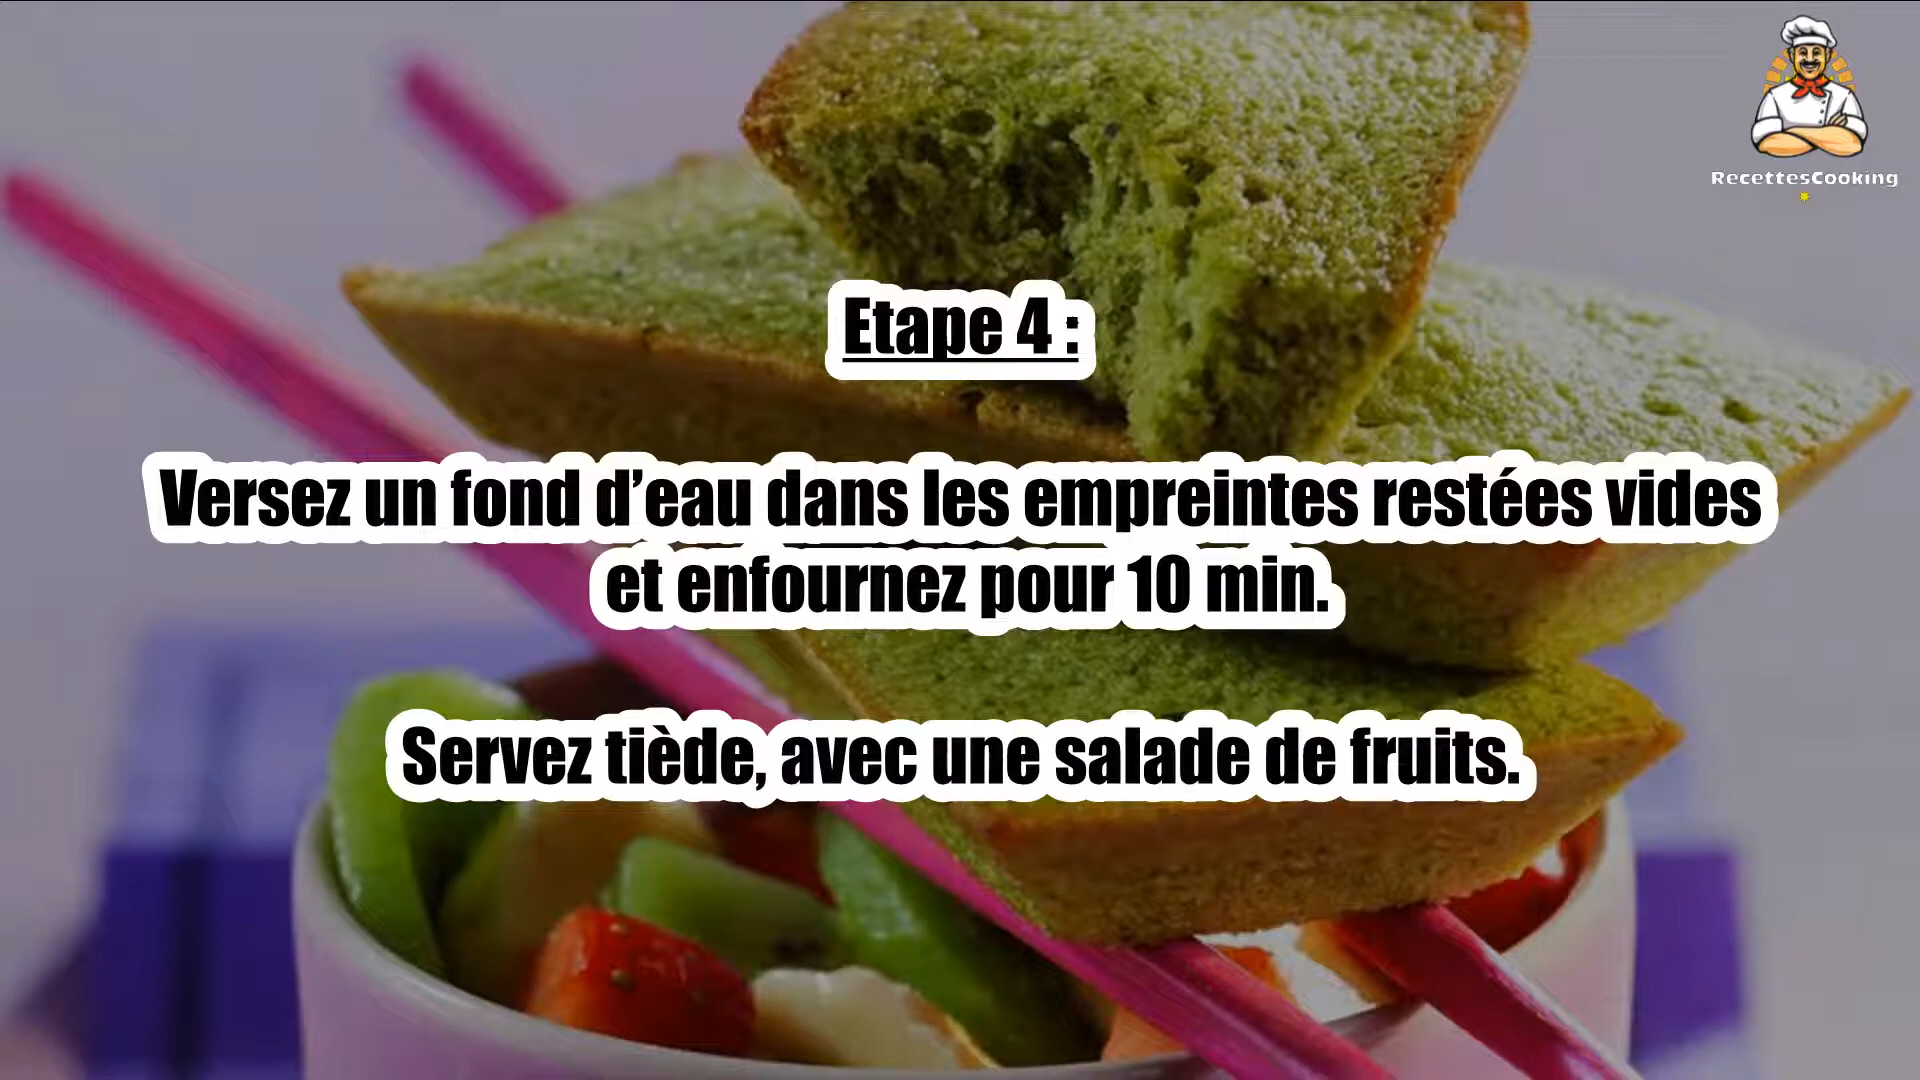 RecettesCooking
Etape 4 :
Versez un fond d’eau dans les empreintes restées vides
et enfournez pour 10 min.
Servez tiède, avec une salade de fruits.